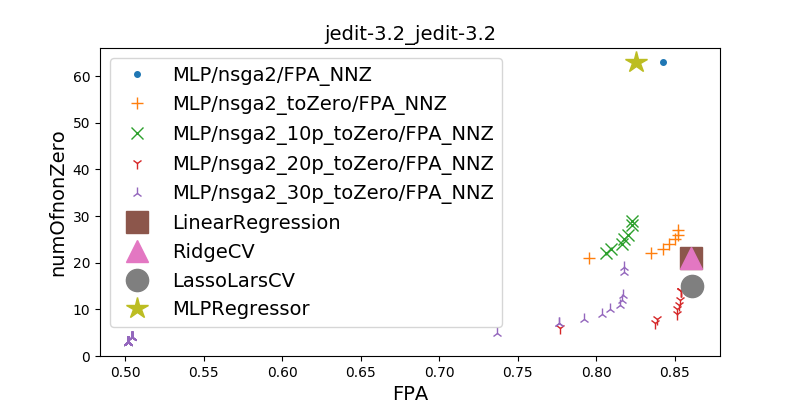 jedit-3.2_jedit-3.2
60
50
40
30
20
10
0
numOfnonZero
MLP/nsga2/FPA_NNZ
MLP/nsga2_toZero/FPA_NNZ
MLP/nsga2_10p_toZero/FPA_NNZ
MLP/nsga2_20p_toZero/FPA_NNZ
MLP/nsga2_30p_toZero/FPA_NNZ
LinearRegression
RidgeCV
LassoLarsCV
MLPRegressor
0.50 0.55 0.60 0.65 0.70 0.75 0.80 0.85
FPA